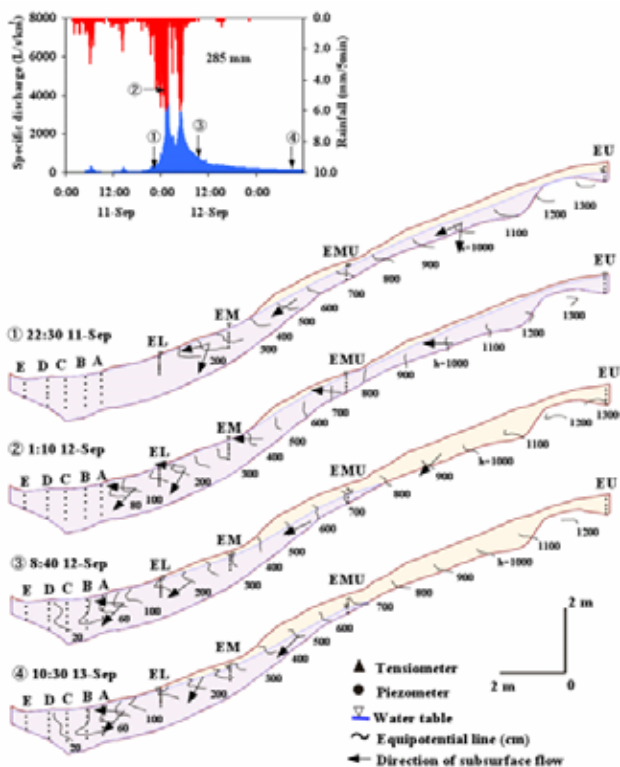 8000
6000
4000
2000
0
Specific discharge (L/s/km²)
0.0
2.0
4.0
6.0
8.0
10.0
Rainfall (mm/5min)
285 mm
②
①
③
④
0:00 12:00 0:00 12:00 0:00
11-Sep 12-Sep
EU
1300
1200
1100
h=1000
900
800
EMU
700
600
500
400
300
EM
200
EL
① 22:30 11-Sep
E D C B A
EU
1300
1200
1100
h=1000
900
800
EMU
700
600
500
400
300
EM
200
EL
100
80
② 1:10 12-Sep
E D C B A
EU
1300
1200
1100
h=1000
900
800
EMU
700
600
500
400
300
EM
200
EL
100
60
20
③ 8:40 12-Sep
E D C B A
EU
1200
1100
h=1000
900
800
700
EMU
600
500
400
300
EM
200
EL
100
60
20
④ 10:30 13-Sep
E D C B A
2 m
2 m 0
Tensiometer
Piezometer
Water table
Equipotential line (cm)
Direction of subsurface flow